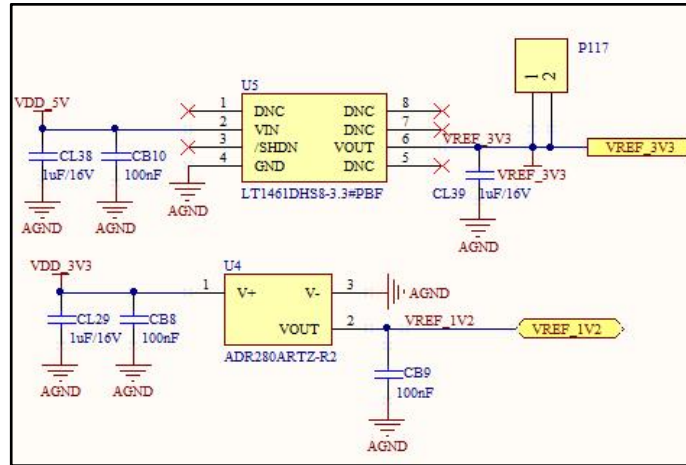 P117
U5
VDD_5V
1 DNC DNC 8
2 VIN DNC 7
3 /SHDN VOUT 6 VREF_3V3
4 GND DNC 5
1 2
VREF_3V3
VREF_3V3
CL38
1uF/16V
CB10
100nF
CL39
1uF/16V
LT1461DHS8-3.3#PBF
AGND
AGND
AGND
AGND
VDD_3V3
U4
1 V+ V- 3 AGND
VOUT 2 VREF_1V2
VREF_1V2
CL29
1uF/16V
CB8
100nF
ADR280ARTZ-R2
CB9
100nF
AGND
AGND
AGND